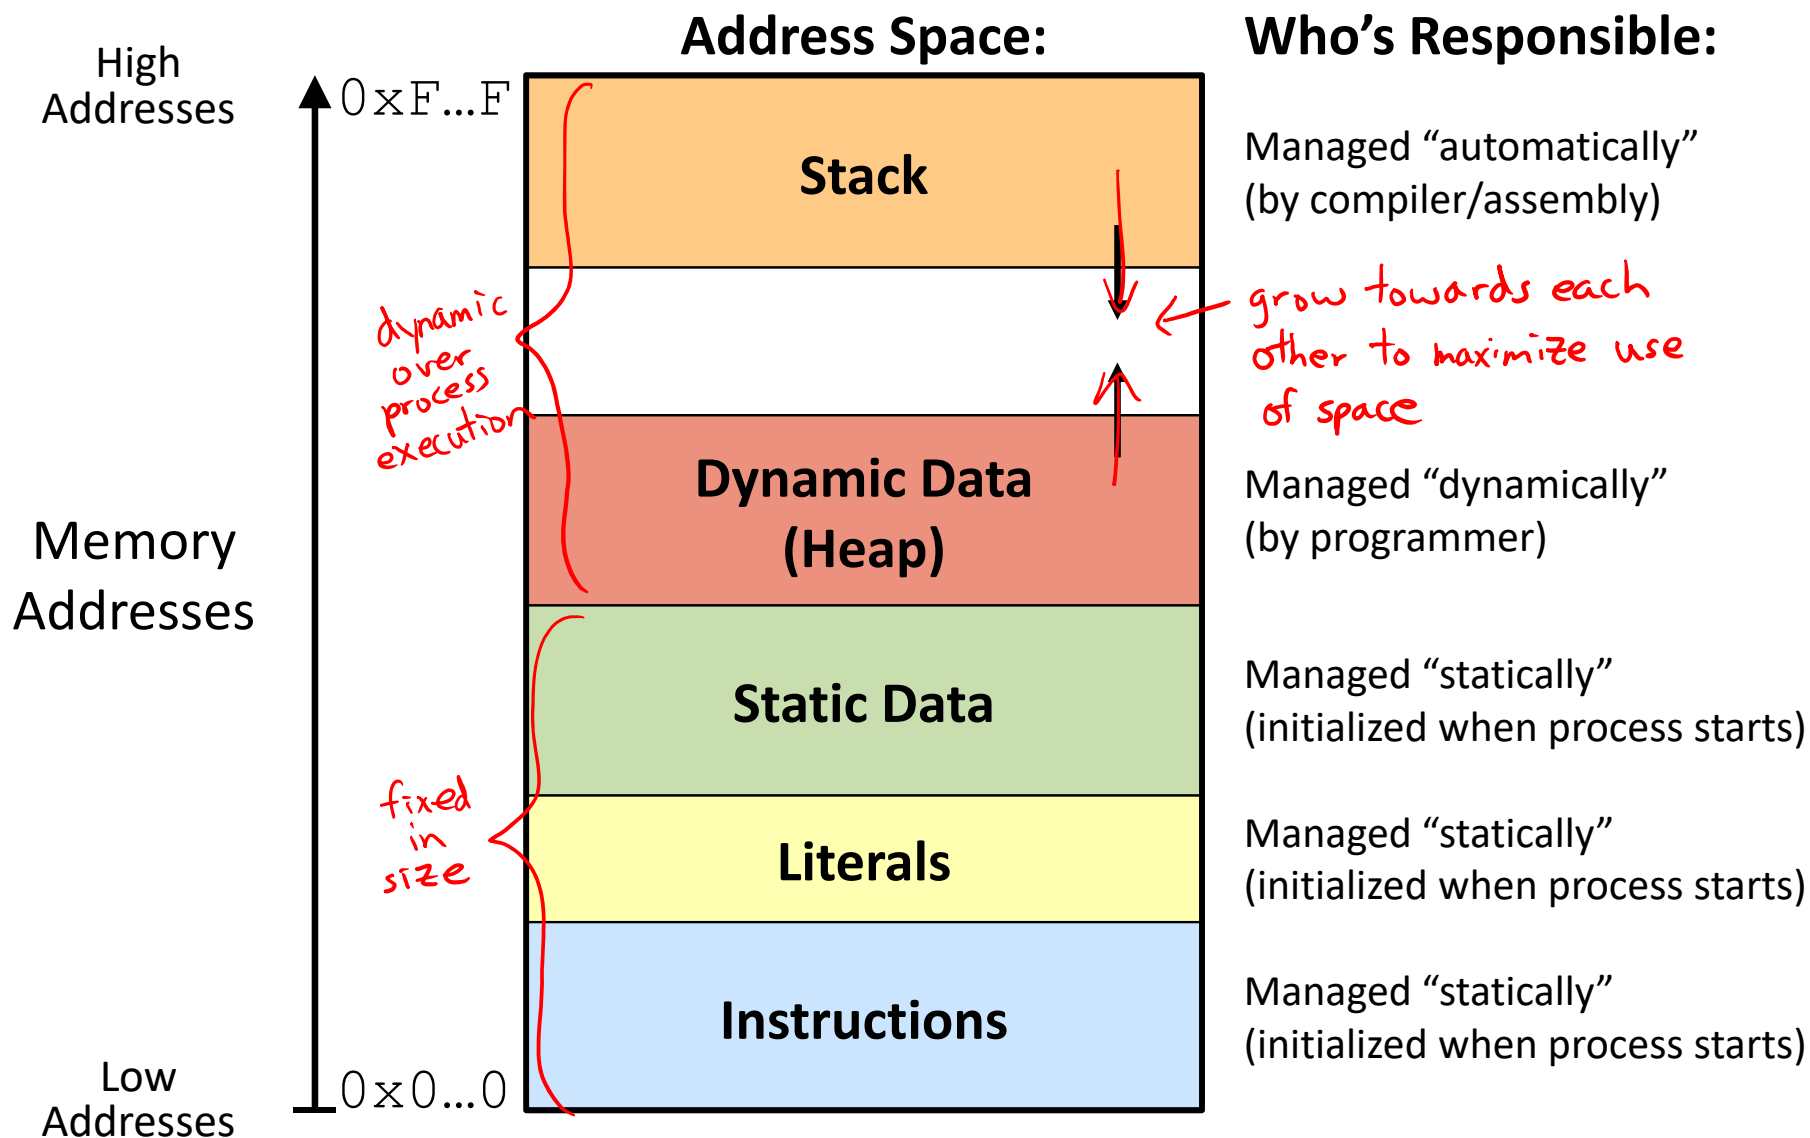 Address Space:
Who's Responsible:
High
Addresses
0xF…F
Stack
Managed “automatically”
(by compiler/assembly)
dynamic
over
process
execution
grow towards each
other to maximize use
of space
Dynamic Data
(Heap)
Managed “dynamically”
(by programmer)
Memory
Addresses
Static Data
Managed “statically”
(initialized when process starts)
fixed
in
size
Literals
Managed “statically”
(initialized when process starts)
Instructions
Managed “statically”
(initialized when process starts)
Low
Addresses
0x0…0